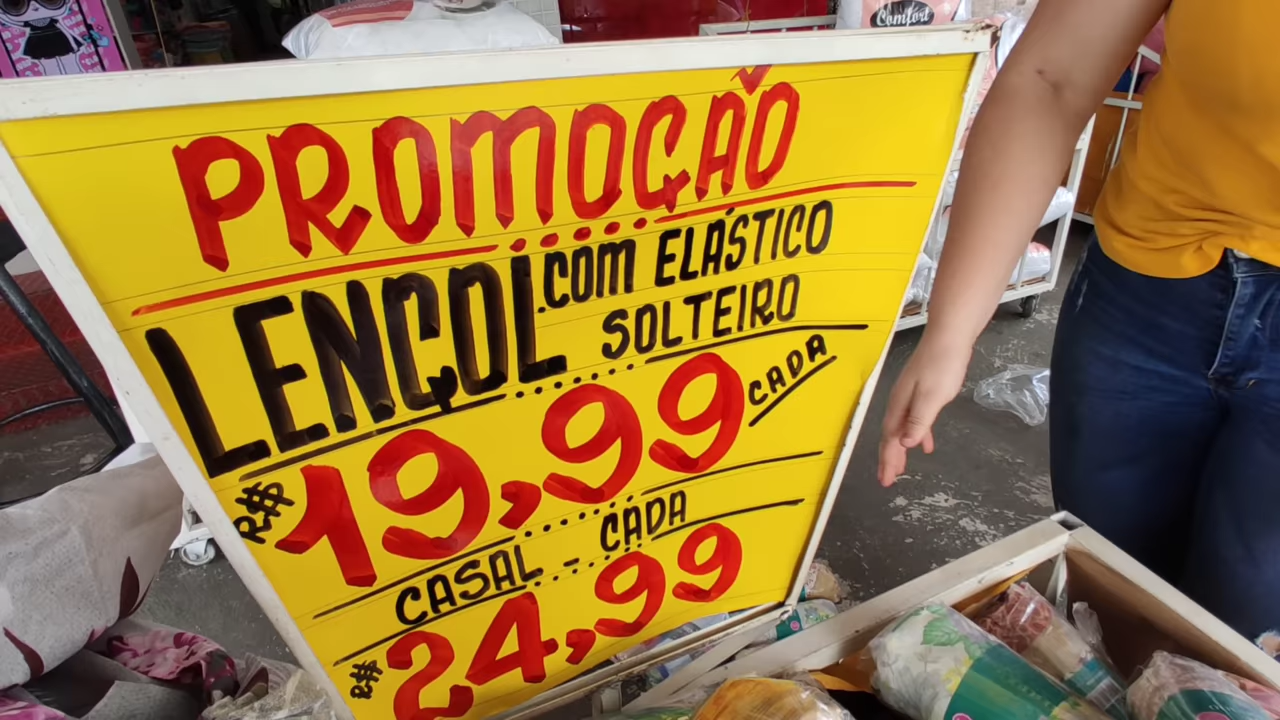 Comfort
PROMOÇÃO
LENÇOL.COM ELÁSTICO
SOLTEIRO
R$ 19,99 CADA
CASAL - CADA
R$ 24,99